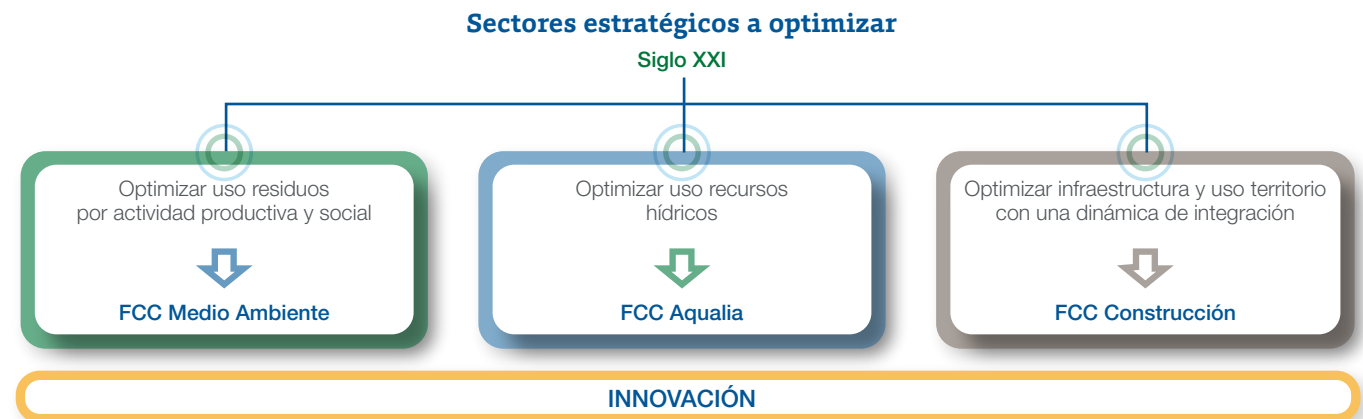 Sectores estratégicos a optimizar
Siglo XXI
Optimizar uso residuos
por actividad productiva y social
FCC Medio Ambiente
Optimizar uso recursos
hídricos
FCC Aqualia
Optimizar infraestructura y uso territorio
con una dinámica de integración
FCC Construcción
INNOVACIÓN